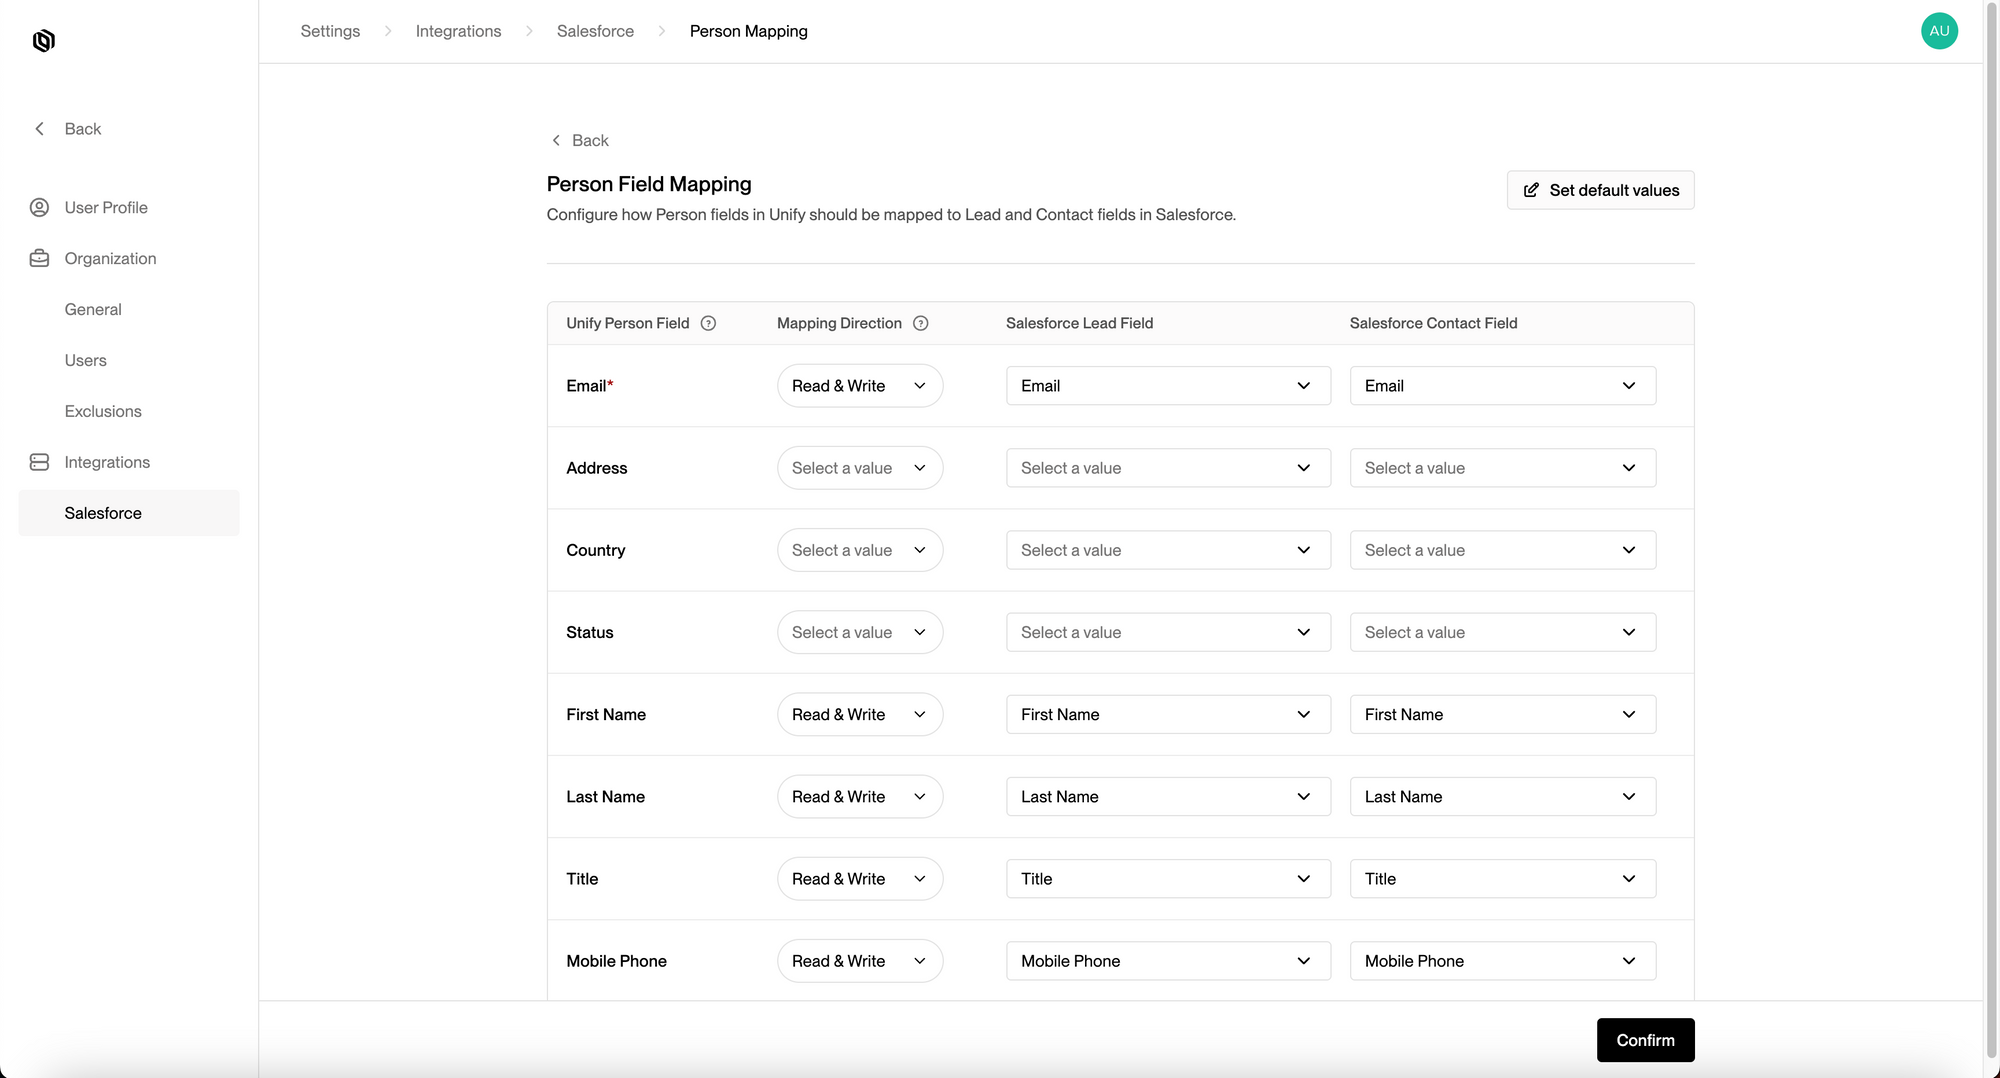 Settings Integrations Salesforce Person Mapping
AU
Back
User Profile
Organization
General
Users
Exclusions
Integrations
Salesforce
Back
Person Field Mapping
Configure how Person fields in Unify should be mapped to Lead and Contact fields in Salesforce.
Set default values
Unify Person Field ? Mapping Direction ? Salesforce Lead Field Salesforce Contact Field
Email* Read & Write Email Email
Address Select a value Select a value Select a value
Country Select a value Select a value Select a value
Status Select a value Select a value Select a value
First Name Read & Write First Name First Name
Last Name Read & Write Last Name Last Name
Title Read & Write Title Title
Mobile Phone Read & Write Mobile Phone Mobile Phone
Confirm